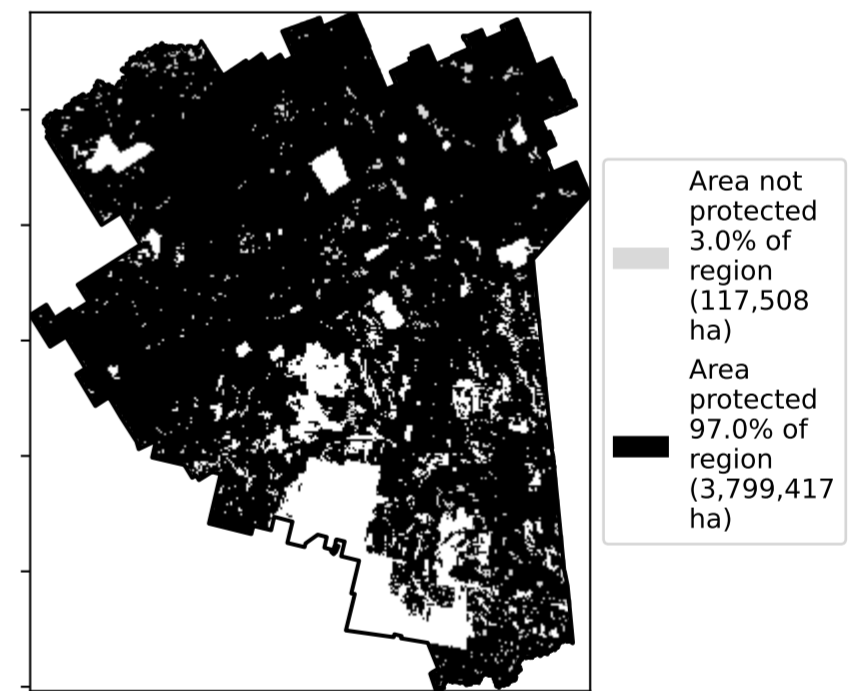 Area not
protected
3.0% of
region
(117,508
ha)
Area
protected
97.0% of
region
(3,799,417
ha)